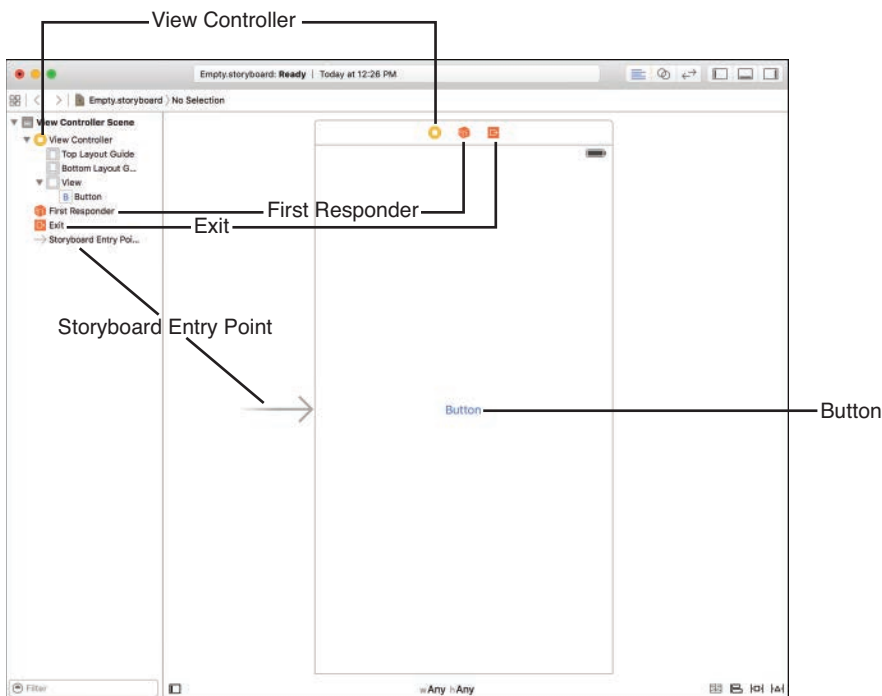 View Controller
Empty.storyboard: Ready | Today at 12:26 PM
Empty.storyboard No Selection
View Controller Scene
View Controller
Top Layout Guide
Bottom Layout G...
View
B Button
First Responder
First Responder
Exit
Exit
Storyboard Entry Poi...
Storyboard Entry Point
Button
Button
Filter
wAny hAny